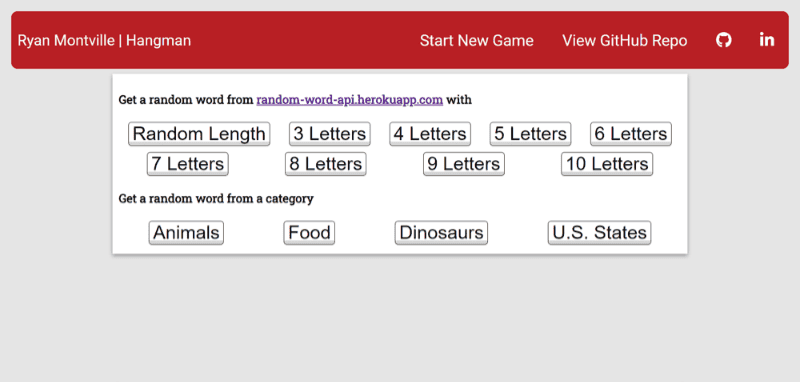 Ryan Montville | Hangman Start New Game View GitHub Repo in
Get a random word from random-word-api.herokuapp.com with
Random Length 3 Letters 4 Letters 5 Letters 6 Letters
7 Letters 8 Letters 9 Letters 10 Letters
Get a random word from a category
Animals Food Dinosaurs U.S. States